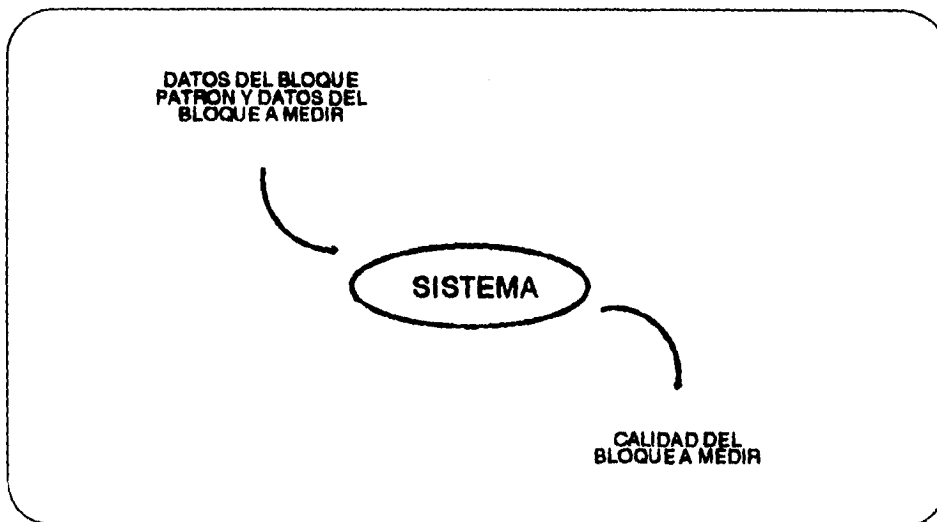 DATOS DEL BLOQUE
PATRON Y DATOS DEL
BLOQUE A MEDIR
SISTEMA
CALIDAD DEL
BLOQUE A MEDIR